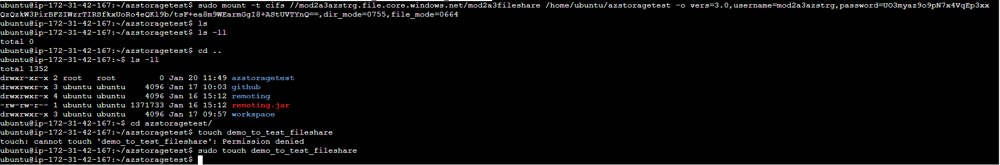 ubuntu@ip-172-31-42-167:~/azstoragetest$ sudo mount -t cifs //mod2a3azstrg.file.core.windows.net/mod2a3fileshare /home/ubuntu/azstoragetest -o vers=3.0,username=mod2a3azstrg,password=UO3myaz9o9pN7x4VqEp3xx
QzQzkW3PirBFZIWzrTIRSfkxUoRo4eQKl9b/tsF+ea8m9WEarmGgI8+AStUVTYnQ==,dir_mode=0755,file_mode=0664
ubuntu@ip-172-31-42-167:~/azstoragetest$ ls
ubuntu@ip-172-31-42-167:~/azstoragetest$ ls -ll
total 0
ubuntu@ip-172-31-42-167:~/azstoragetest$ cd ..
ubuntu@ip-172-31-42-167:~$ ls -ll
total 1352
drwxr-xr-x 2 root   root         0 Jan 20 11:49 azstoragetest
drwxrwxr-x 3 ubuntu ubuntu    4096 Jan 17 10:03 github
drwxrwxr-x 4 ubuntu ubuntu    4096 Jan 16 15:12 remoting
-rw-rw-r-- 1 ubuntu ubuntu 1371733 Jan 16 15:12 remoting.jar
drwxrwxr-x 3 ubuntu ubuntu    4096 Jan 17 09:57 workspace
ubuntu@ip-172-31-42-167:~$ cd azstoragetest/
ubuntu@ip-172-31-42-167:~/azstoragetest$ touch demo_to_test_fileshare
touch: cannot touch 'demo_to_test_fileshare': Permission denied
ubuntu@ip-172-31-42-167:~/azstoragetest$ sudo touch demo_to_test_fileshare
ubuntu@ip-172-31-42-167:~/azstoragetest$